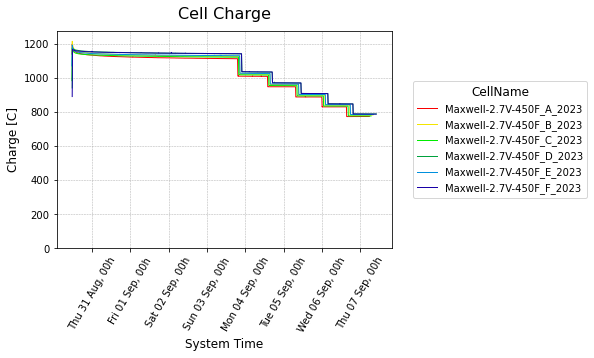 Cell Charge
Charge [C]
1200
1000
800
600
400
200
0
Thu 31 Aug, 00h
Fri 01 Sep, 00h
Sat 02 Sep, 00h
Sun 03 Sep, 00h
Mon 04 Sep, 00h
Tue 05 Sep, 00h
Wed 06 Sep, 00h
Thu 07 Sep, 00h
System Time
CellName
Maxwell-2.7V-450F_A_2023
Maxwell-2.7V-450F_B_2023
Maxwell-2.7V-450F_C_2023
Maxwell-2.7V-450F_D_2023
Maxwell-2.7V-450F_E_2023
Maxwell-2.7V-450F_F_2023